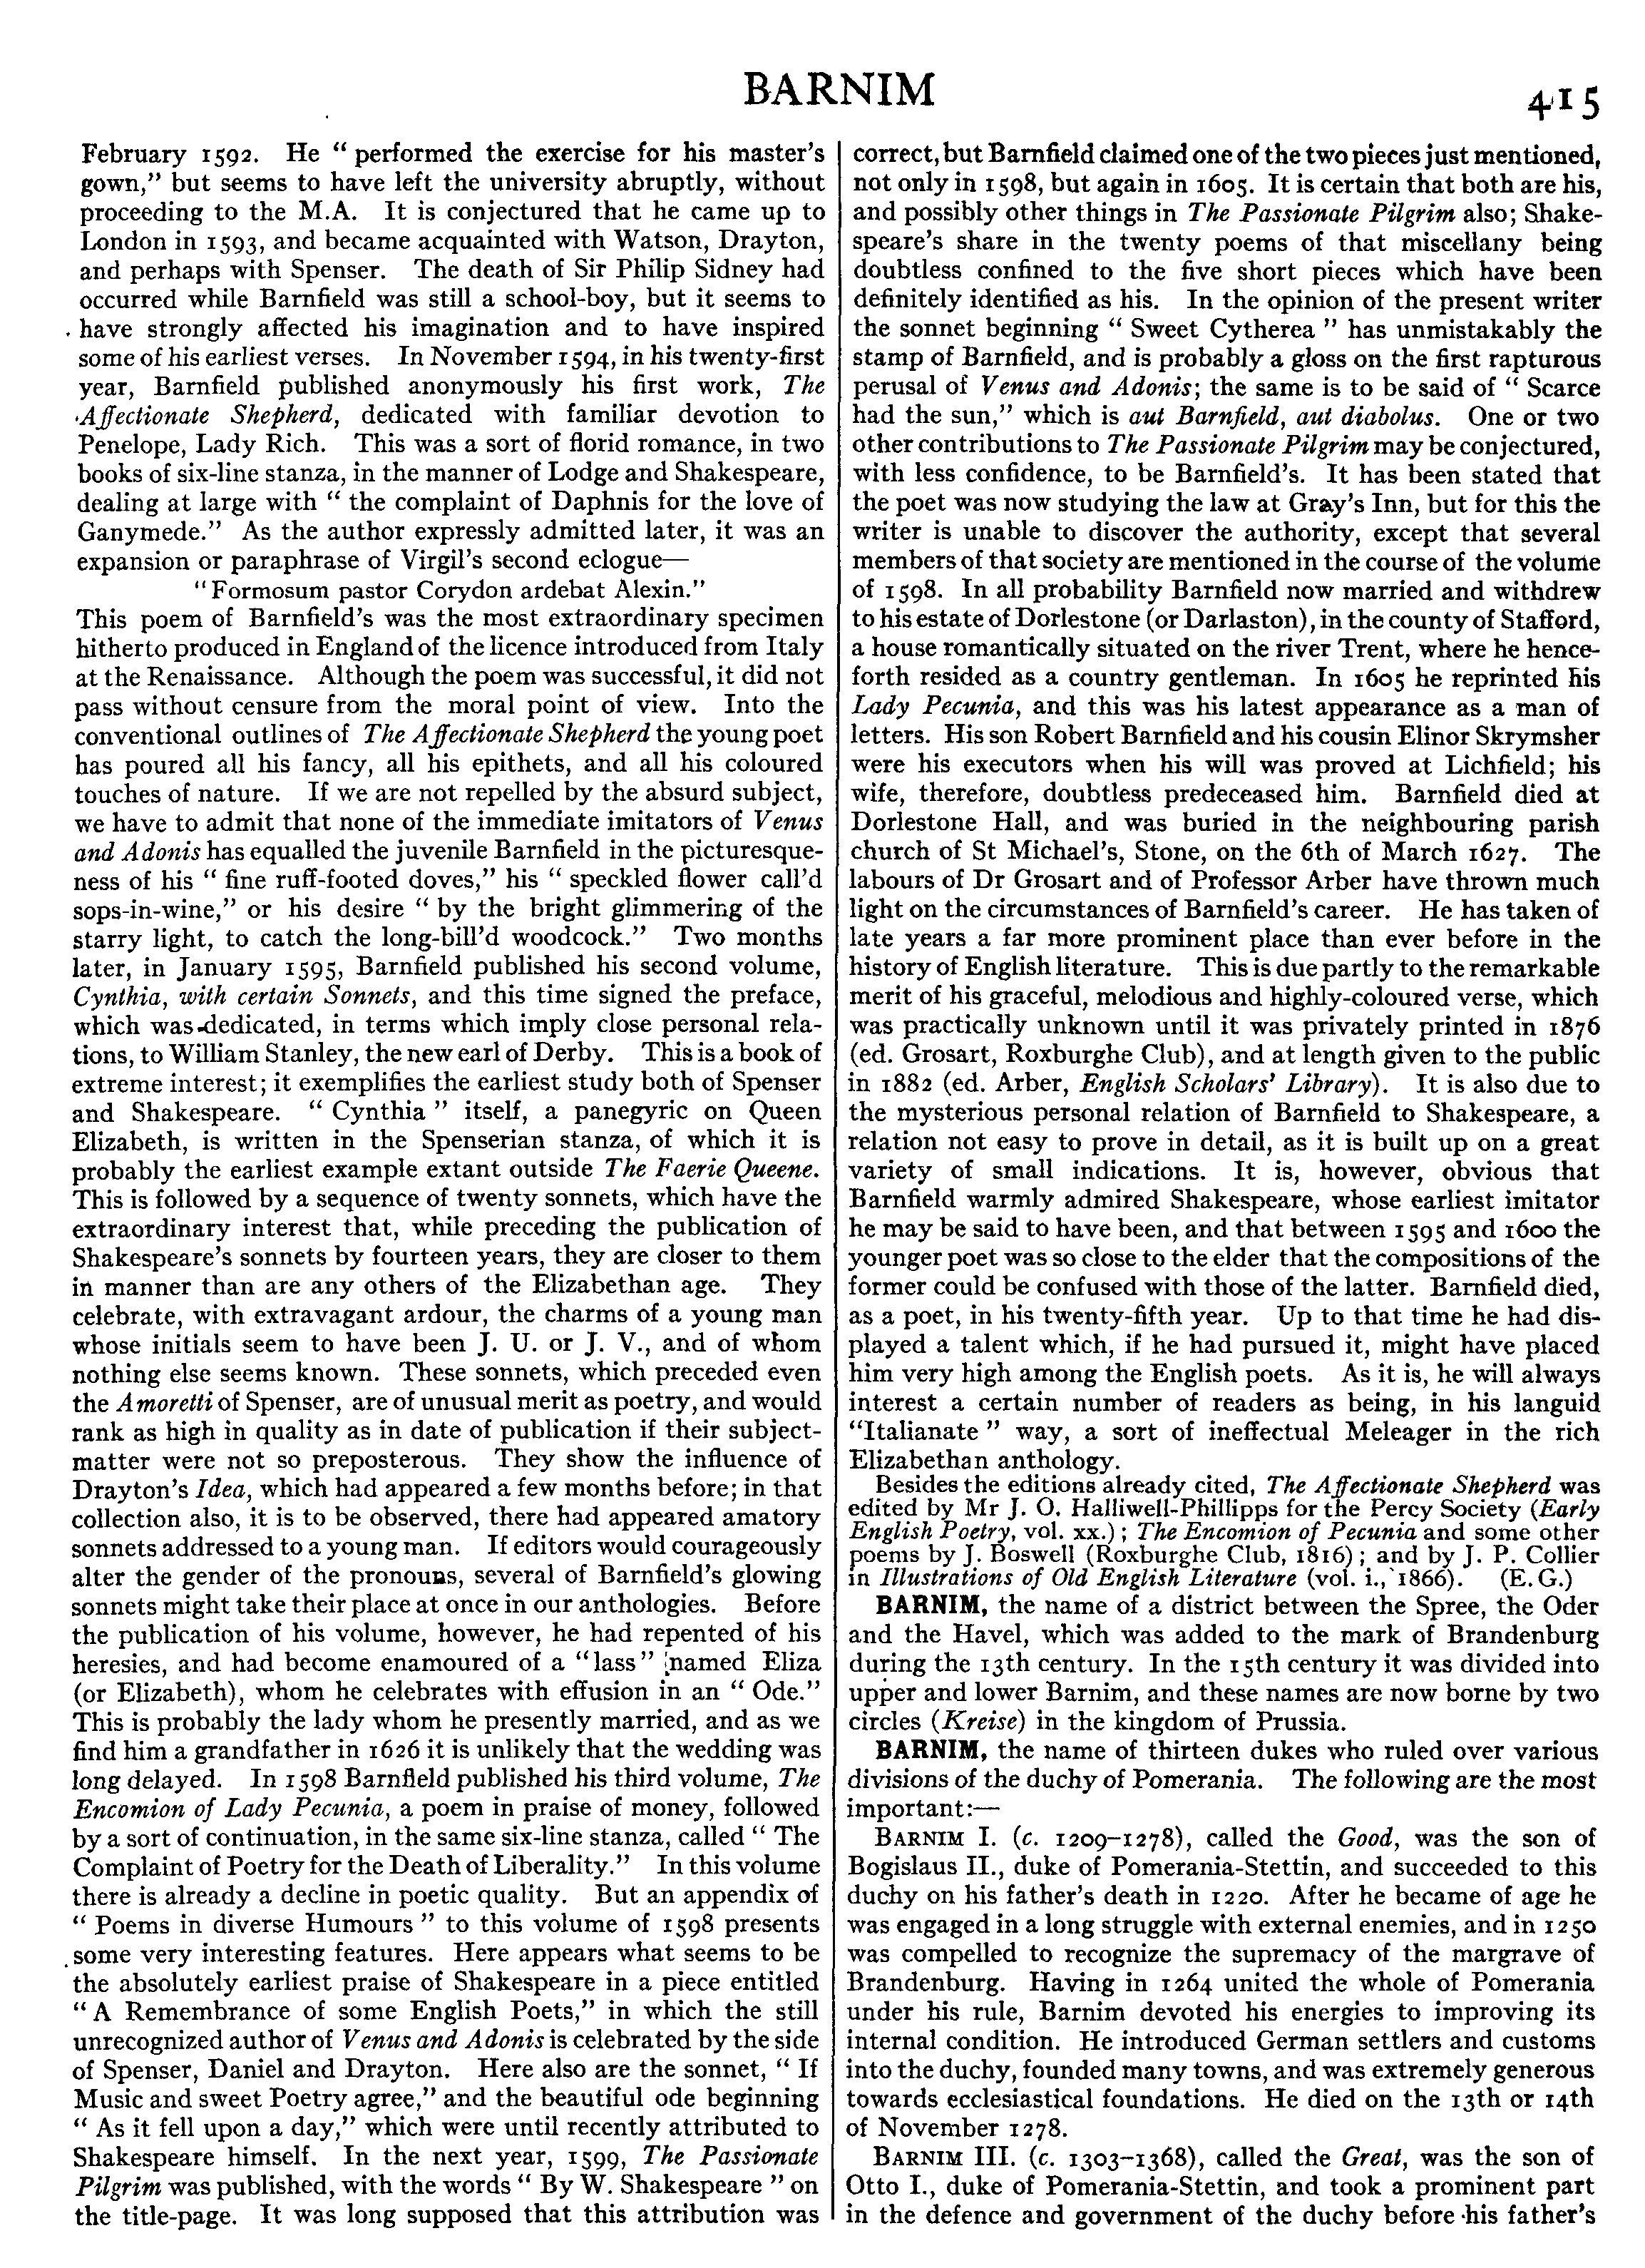 BARNIM
415
February 1592. He “ performed the exercise for his master's
gown,” but seems to have left the university abruptly, without
proceeding to the M.A. It is conjectured that he came up to
London in 1593, and became acquainted with Watson, Drayton,
and perhaps with Spenser. The death of Sir Philip Sidney had
occurred while Barnfield was still a school-boy, but it seems to
have strongly affected his imagination and to have inspired
some of his earliest verses. In November 1594, in his twenty-first
year, Barnfield published anonymously his first work, The
Affectionate Shepherd, dedicated with familiar devotion to
Penelope, Lady Rich. This was a sort of florid romance, in two
books of six-line stanza, in the manner of Lodge and Shakespeare,
dealing at large with “ the complaint of Daphnis for the love of
Ganymede.” As the author expressly admitted later, it was an
expansion or paraphrase of Virgil's second eclogue—
“Formosum pastor Corydon ardebat Alexin.”
This poem of Barnfield's was the most extraordinary specimen
hitherto produced in England of the licence introduced from Italy
at the Renaissance. Although the poem was successful, it did not
pass without censure from the moral point of view. Into the
conventional outlines of The Affectionate Shepherd the young poet
has poured all his fancy, all his epithets, and all his coloured
touches of nature. If we are not repelled by the absurd subject,
we have to admit that none of the immediate imitators of Venus
and Adonis has equalled the juvenile Barnfield in the picturesque-
ness of his “ fine ruff-footed doves,” his “ speckled flower call'd
sops-in-wine,” or his desire “ by the bright glimmering of the
starry light, to catch the long-bill'd woodcock.” Two months
later, in January 1595, Barnfield published his second volume,
Cynthia, with certain Sonnets, and this time signed the preface,
which was dedicated, in terms which imply close personal rela-
tions, to William Stanley, the new earl of Derby. This is a book of
extreme interest; it exemplifies the earliest study both of Spenser
and Shakespeare. “ Cynthia ” itself, a panegyric on Queen
Elizabeth, is written in the Spenserian stanza, of which it is
probably the earliest example extant outside The Faerie Queene.
This is followed by a sequence of twenty sonnets, which have the
extraordinary interest that, while preceding the publication of
Shakespeare's sonnets by fourteen years, they are closer to them
in manner than are any others of the Elizabethan age. They
celebrate, with extravagant ardour, the charms of a young man
whose initials seem to have been J. U. or J. V., and of whom
nothing else seems known. These sonnets, which preceded even
the Amoretti of Spenser, are of unusual merit as poetry, and would
rank as high in quality as in date of publication if their subject-
matter were not so preposterous. They show the influence of
Drayton's Idea, which had appeared a few months before; in that
collection also, it is to be observed, there had appeared amatory
sonnets addressed to a young man. If editors would courageously
alter the gender of the pronouns, several of Barnfield's glowing
sonnets might take their place at once in our anthologies. Before
the publication of his volume, however, he had repented of his
heresies, and had become enamoured of a “lass” named Eliza
(or Elizabeth), whom he celebrates with effusion in an “ Ode.”
This is probably the lady whom he presently married, and as we
find him a grandfather in 1626 it is unlikely that the wedding was
long delayed. In 1598 Barnfield published his third volume, The
Encomion of Lady Pecunia, a poem in praise of money, followed
by a sort of continuation, in the same six-line stanza, called “ The
Complaint of Poetry for the Death of Liberality.” In this volume
there is already a decline in poetic quality. But an appendix of
“ Poems in diverse Humours ” to this volume of 1598 presents
some very interesting features. Here appears what seems to be
the absolutely earliest praise of Shakespeare in a piece entitled
“ A Remembrance of some English Poets,” in which the still
unrecognized author of Venus and Adonis is celebrated by the side
of Spenser, Daniel and Drayton. Here also are the sonnet, “ If
Music and sweet Poetry agree,” and the beautiful ode beginning
“ As it fell upon a day,” which were until recently attributed to
Shakespeare himself. In the next year, 1599, The Passionate
Pilgrim was published, with the words “ By W. Shakespeare ” on
the title-page. It was long supposed that this attribution was
correct, but Barnfield claimed one of the two pieces just mentioned,
not only in 1598, but again in 1605. It is certain that both are his,
and possibly other things in The Passionate Pilgrim also; Shake-
speare's share in the twenty poems of that miscellany being
doubtless confined to the five short pieces which have been
definitely identified as his. In the opinion of the present writer
the sonnet beginning “ Sweet Cytherea ” has unmistakably the
stamp of Barnfield, and is probably a gloss on the first rapturous
perusal of Venus and Adonis; the same is to be said of “ Scarce
had the sun,” which is aut Barnfield, aut diabolus. One or two
other contributions to The Passionate Pilgrim may be conjectured,
with less confidence, to be Barnfield's. It has been stated that
the poet was now studying the law at Gray's Inn, but for this the
writer is unable to discover the authority, except that several
members of that society are mentioned in the course of the volume
of 1598. In all probability Barnfield now married and withdrew
to his estate of Dorlestone (or Darlaston), in the county of Stafford,
a house romantically situated on the river Trent, where he hence-
forth resided as a country gentleman. In 1605 he reprinted his
Lady Pecunia, and this was his latest appearance as a man of
letters. His son Robert Barnfield and his cousin Elinor Skrymsher
were his executors when his will was proved at Lichfield; his
wife, therefore, doubtless predeceased him. Barnfield died at
Dorlestone Hall, and was buried in the neighbouring parish
church of St Michael's, Stone, on the 6th of March 1627. The
labours of Dr Grosart and of Professor Arber have thrown much
light on the circumstances of Barnfield's career. He has taken of
late years a far more prominent place than ever before in the
history of English literature. This is due partly to the remarkable
merit of his graceful, melodious and highly-coloured verse, which
was practically unknown until it was privately printed in 1876
(ed. Grosart, Roxburghe Club), and at length given to the public
in 1882 (ed. Arber, English Scholars' Library). It is also due to
the mysterious personal relation of Barnfield to Shakespeare, a
relation not easy to prove in detail, as it is built up on a great
variety of small indications. It is, however, obvious that
Barnfield warmly admired Shakespeare, whose earliest imitator
he may be said to have been, and that between 1595 and 1600 the
younger poet was so close to the elder that the compositions of the
former could be confused with those of the latter. Barnfield died,
as a poet, in his twenty-fifth year. Up to that time he had dis-
played a talent which, if he had pursued it, might have placed
him very high among the English poets. As it is, he will always
interest a certain number of readers as being, in his languid
“Italianate ” way, a sort of ineffectual Meleager in the rich
Elizabethan anthology.
Besides the editions already cited, The Affectionate Shepherd was
edited by Mr J. O. Halliwell-Phillipps for the Percy Society (Early
English Poetry, vol. xx.); The Encomion of Pecunia and some other
poems by J. Boswell (Roxburghe Club, 1816); and by J. P. Collier
in Illustrations of Old English Literature (vol. i., 1866). (E. G.)
BARNIM, the name of a district between the Spree, the Oder
and the Havel, which was added to the mark of Brandenburg
during the 13th century. In the 15th century it was divided into
upper and lower Barnim, and these names are now borne by two
circles (Kreise) in the kingdom of Prussia.
BARNIM, the name of thirteen dukes who ruled over various
divisions of the duchy of Pomerania. The following are the most
important:—
BARNIM I. (c. 1209–1278), called the Good, was the son of
Bogislaus II., duke of Pomerania-Stettin, and succeeded to this
duchy on his father's death in 1220. After he became of age he
was engaged in a long struggle with external enemies, and in 1250
was compelled to recognize the supremacy of the margrave of
Brandenburg. Having in 1264 united the whole of Pomerania
under his rule, Barnim devoted his energies to improving its
internal condition. He introduced German settlers and customs
into the duchy, founded many towns, and was extremely generous
towards ecclesiastical foundations. He died on the 13th or 14th
of November 1278.
BARNIM III. (c. 1303–1368), called the Great, was the son of
Otto I., duke of Pomerania-Stettin, and took a prominent part
in the defence and government of the duchy before his father's